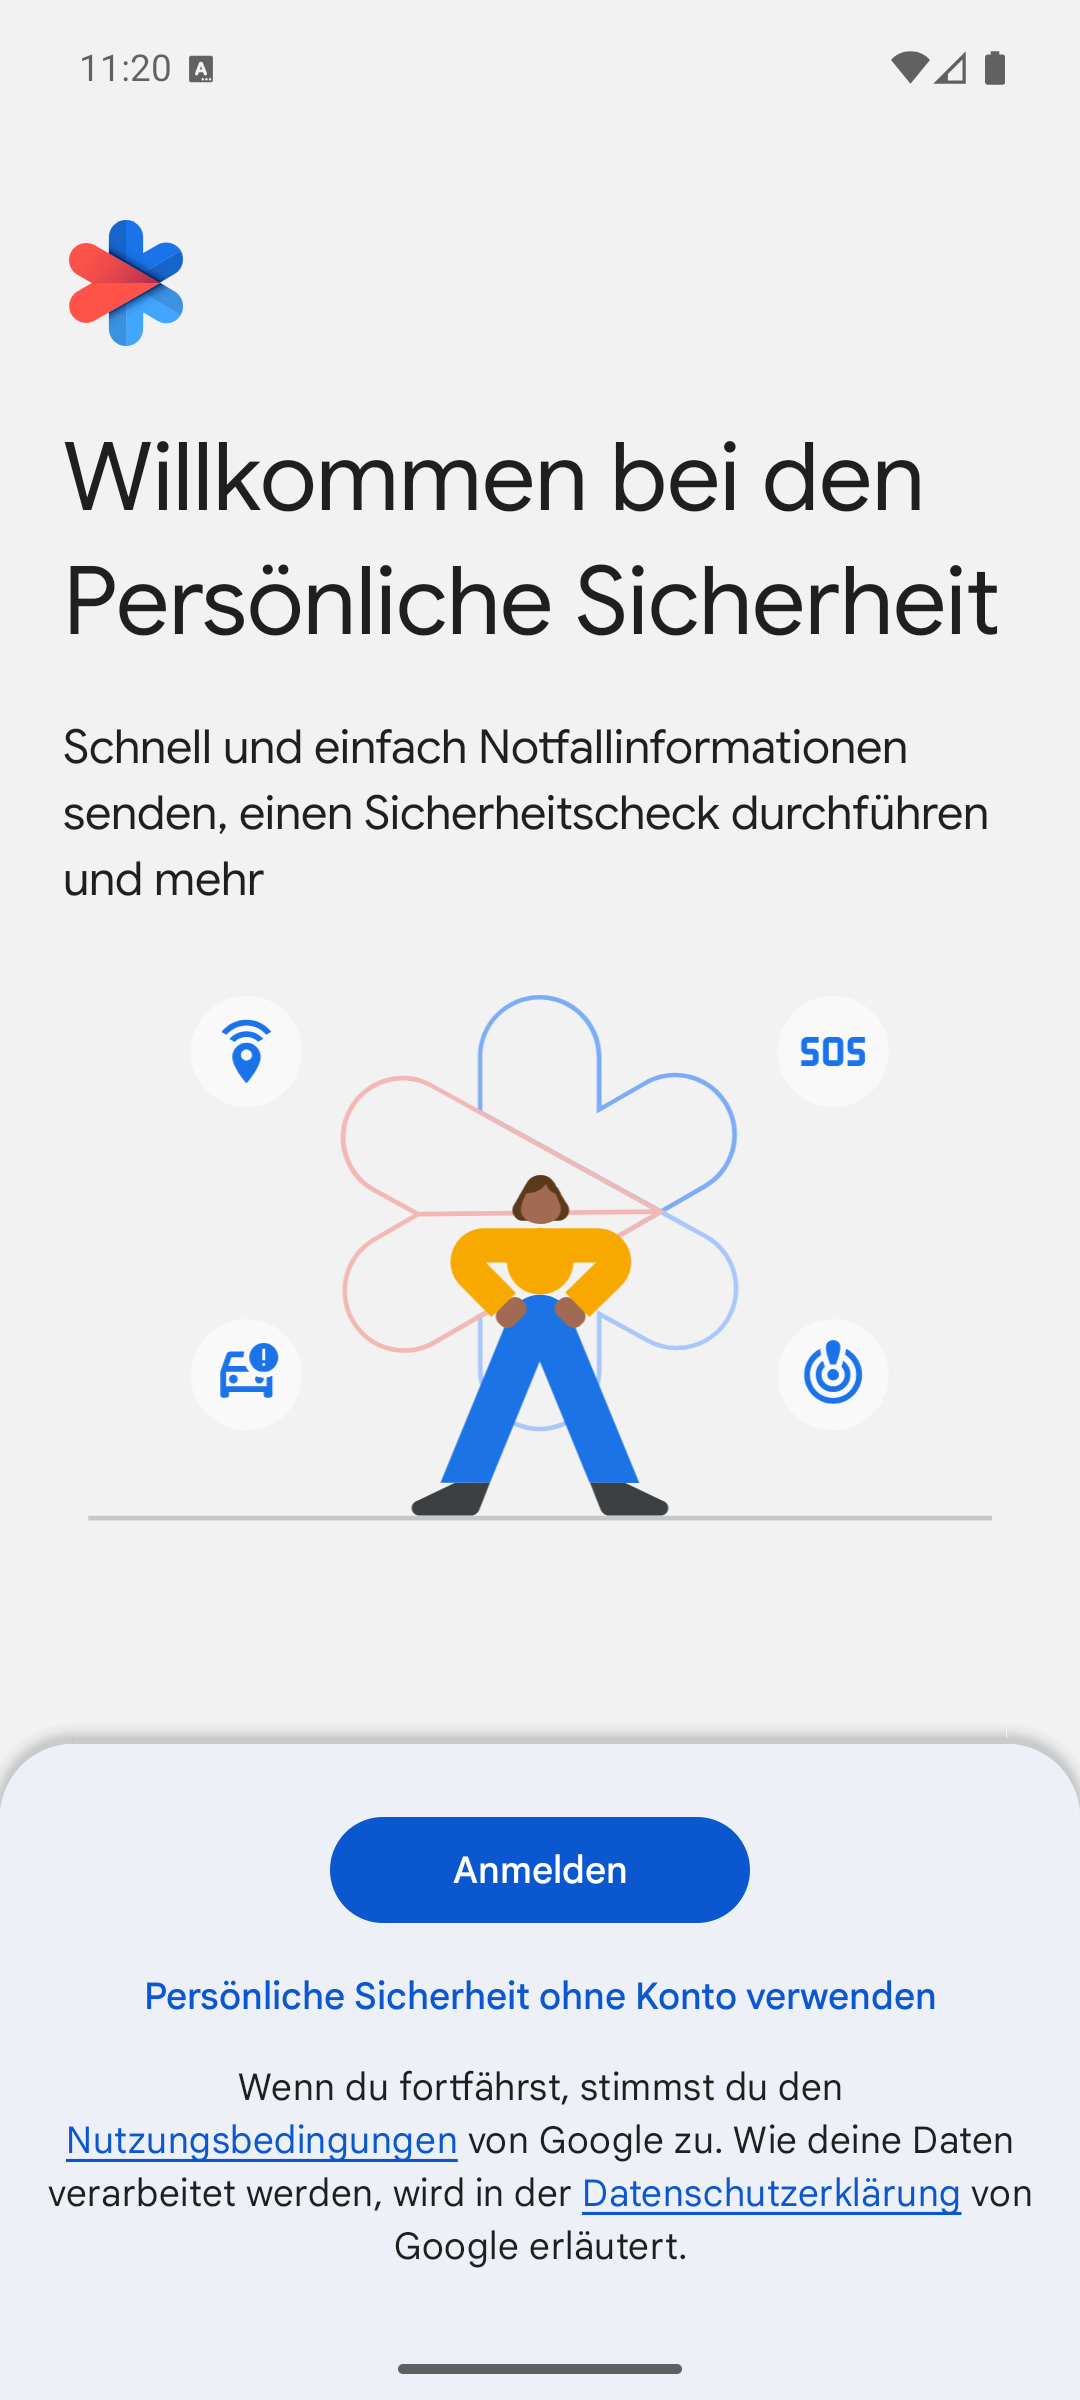 11:20
Willkommen bei den
Persönliche Sicherheit
Schnell und einfach Notfallinformationen
senden, einen Sicherheitscheck durchführen
und mehr
SOS
Anmelden
Persönliche Sicherheit ohne Konto verwenden
Wenn du fortfährst, stimmst du den
Nutzungsbedingungen von Google zu. Wie deine Daten
verarbeitet werden, wird in der Datenschutzerklärung von
Google erläutert.